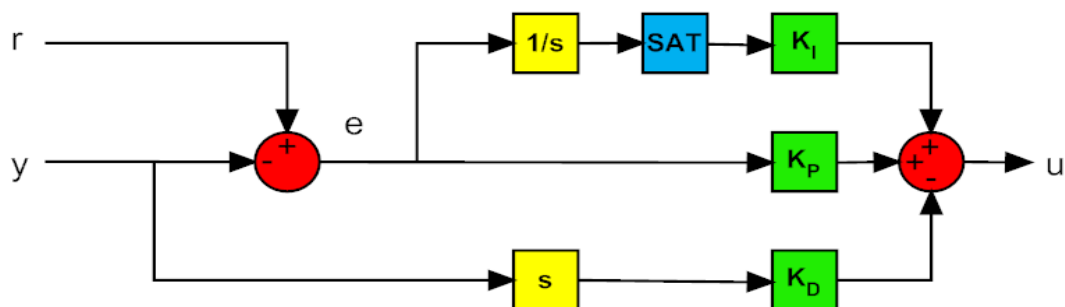 r
1/s
SAT
K_I
+
e
y
-
K_P
+
+
-
u
s
K_D